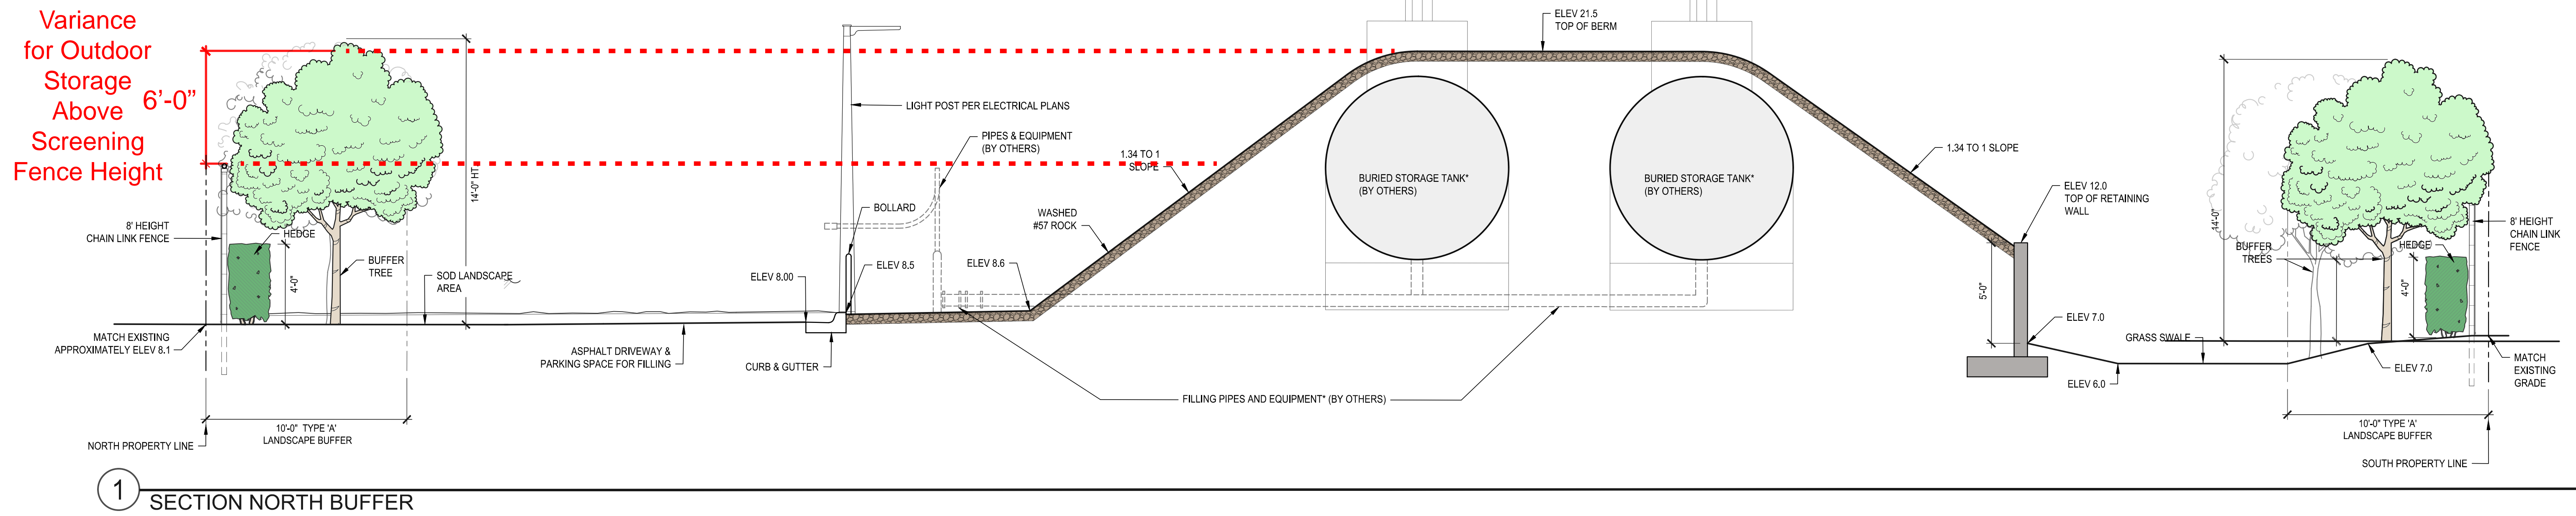 Variance
for Outdoor
Storage
Above
Screening
Fence Height
6’-0”
14'-0" HT.
8' HEIGHT
CHAIN LINK FENCE
HEDGE
4'-0"
BUFFER
TREE
SOD LANDSCAPE
AREA
MATCH EXISTING
APPROXIMATELY ELEV 8.1
10'-0" TYPE 'A'
LANDSCAPE BUFFER
NORTH PROPERTY LINE
LIGHT POST PER ELECTRICAL PLANS
PIPES & EQUIPMENT
(BY OTHERS)
BOLLARD
ELEV 8.5
ELEV 8.00
ELEV 8.6
ASPHALT DRIVEWAY &
PARKING SPACE FOR FILLING
CURB & GUTTER
WASHED
#57 ROCK
1.34 TO 1
SLOPE
ELEV 21.5
TOP OF BERM
BURIED STORAGE TANK*
(BY OTHERS)
BURIED STORAGE TANK*
(BY OTHERS)
FILLING PIPES AND EQUIPMENT* (BY OTHERS)
1.34 TO 1 SLOPE
ELEV 12.0
TOP OF RETAINING
WALL
5'-0"
ELEV 7.0
ELEV 6.0
GRASS SWALE
14'-0"
BUFFER
TREES
HEDGE
4'-0"
8' HEIGHT
CHAIN LINK
FENCE
ELEV 7.0
MATCH
EXISTING
GRADE
10'-0" TYPE 'A'
LANDSCAPE BUFFER
SOUTH PROPERTY LINE
1
SECTION NORTH BUFFER